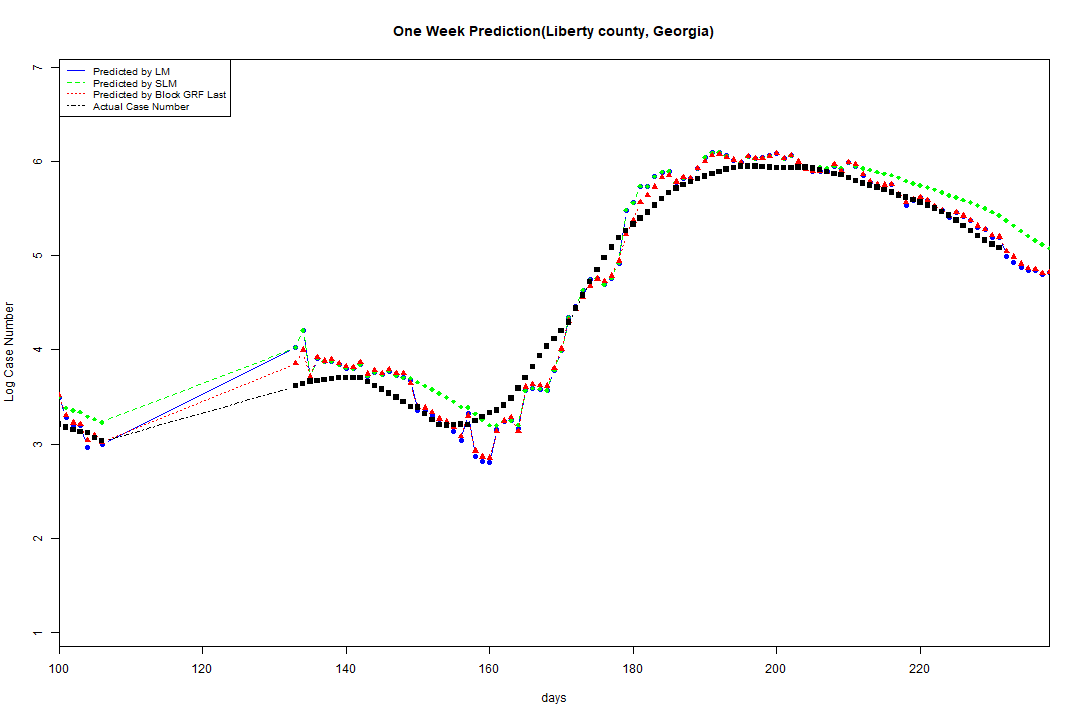 One Week Prediction(Liberty county, Georgia)
Predicted by LM
Predicted by SLM
Predicted by Block GRF Last
Actual Case Number
7
6
5
4
3
2
1
Log Case Number
100 120 140 160 180 200 220
days